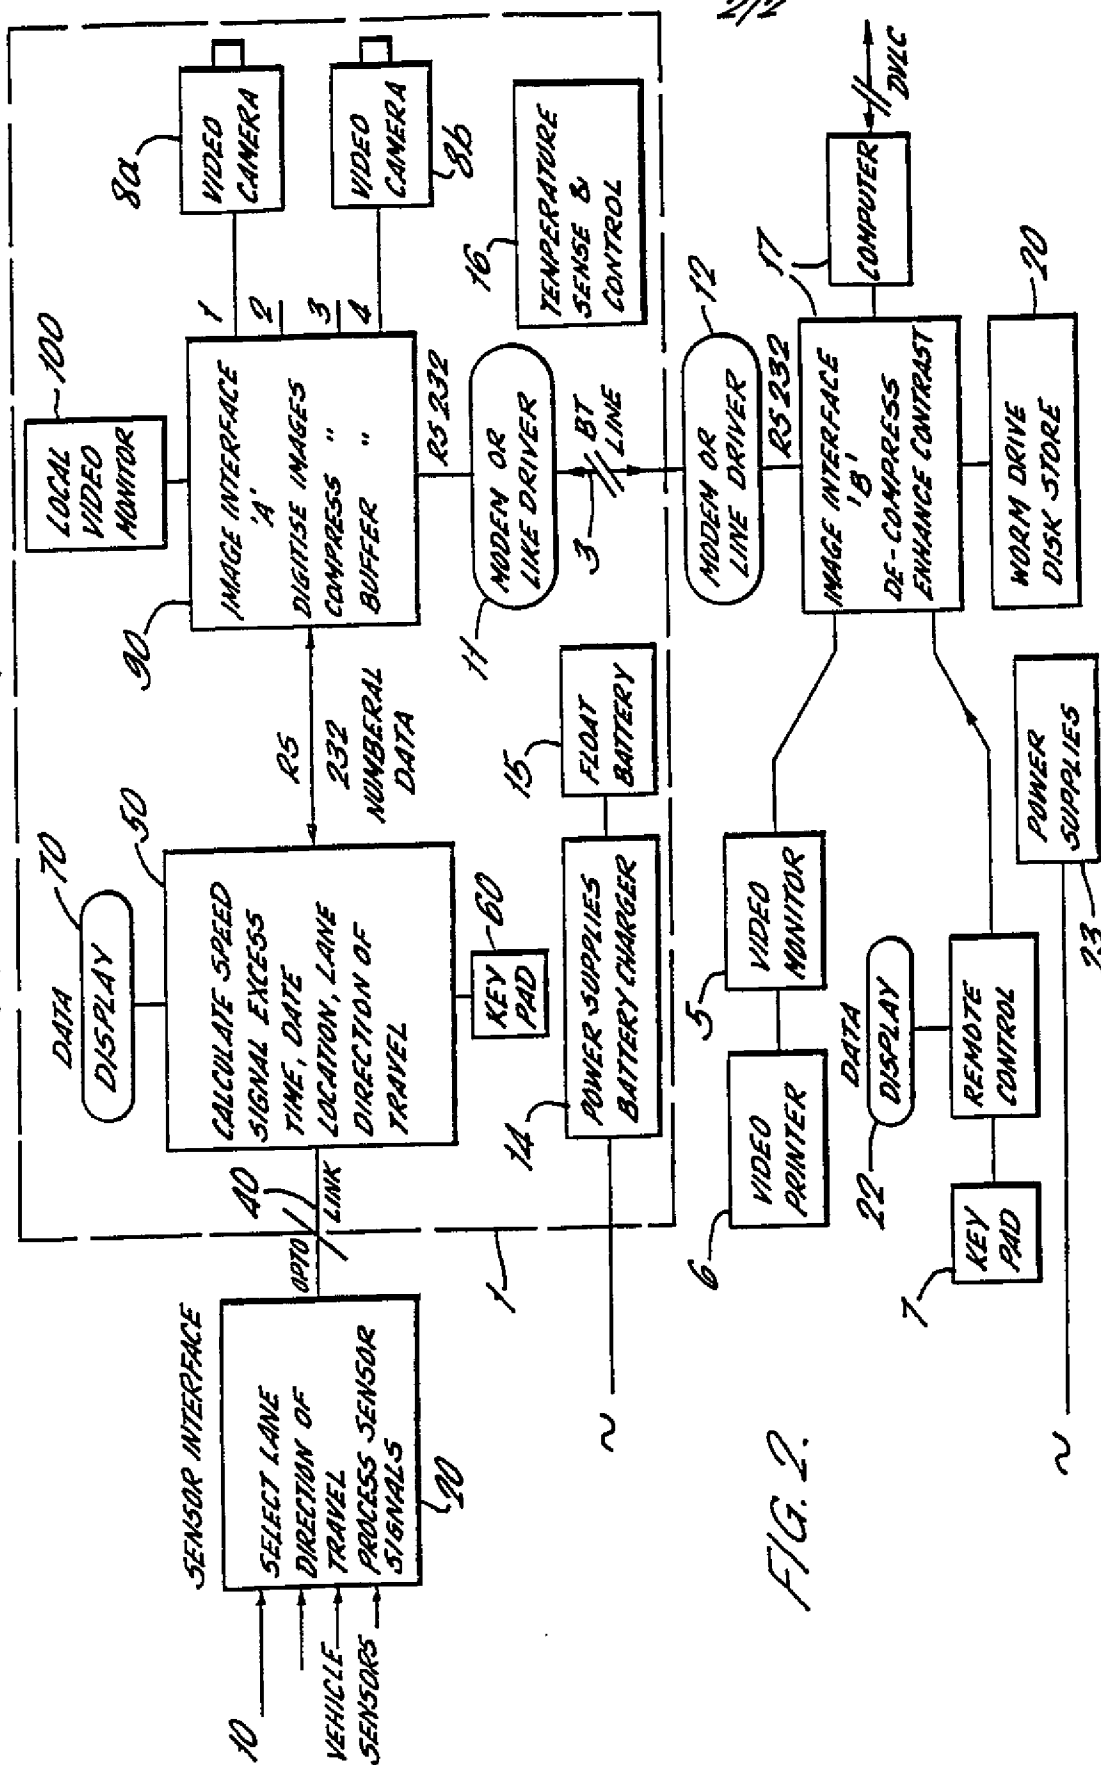 2/2
SENSOR INTERFACE
SELECT LANE
DIRECTION OF
TRAVEL
PROCESS SENSOR
SIGNALS
10
VEHICLE
SENSORS
OPTO
LINK
40
1
DATA
DISPLAY
70
50
CALCULATE SPEED
SIGNAL EXCESS
TIME, DATE
LOCATION, LANE
DIRECTION OF
TRAVEL
KEY
PAD
60
RS
232
NUMBERAL
DATA
LOCAL
VIDEO
MONITOR
100
90
IMAGE INTERFACE
'A'
DIGITISE IMAGES
COMPRESS "
BUFFER "
1
2
3
4
8a
VIDEO
CAMERA
VIDEO
CAMERA
8b
RS 232
MODEM OR
LIKE DRIVER
11
16
TEMPERATURE
SENSE &
CONTROL
14
POWER SUPPLIES
BATTERY CHARGER
15
FLOAT
BATTERY
~
3
BT
LINE
12
MODEM OR
LINE DRIVER
RS 232
17
IMAGE INTERFACE
'B'
DE-COMPRESS
ENHANCE CONTRAST
COMPUTER
DVLC
WORM DRIVE
DISK STORE
20
5
VIDEO
MONITOR
6
VIDEO
PRINTER
DATA
DISPLAY
22
REMOTE
CONTROL
7
KEY
PAD
POWER
SUPPLIES
23
~
FIG. 2.